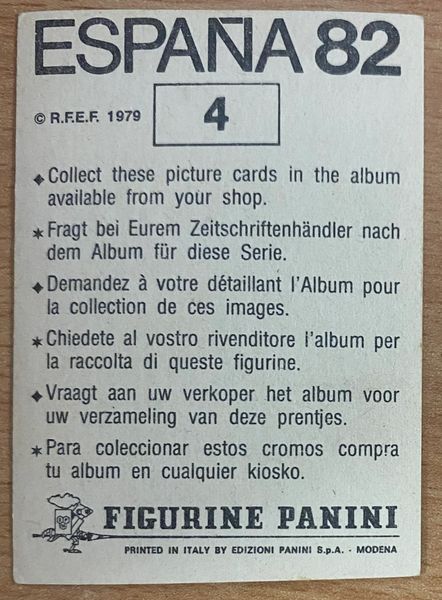 ESPAÑA 82
© R.F.E.F. 1979
4
◆Collect these picture cards in the album
available from your shop.
✶Fragt bei Eurem Zeitschriftenhändler nach
dem Album für diese Serie.
◆Demandez à votre détaillant l'Album pour
la collection de ces images.
✶Chiedete al vostro rivenditore l'album per
la raccolta di queste figurine.
◆Vraagt aan uw verkoper het album voor
uw verzameling van deze prentjes.
✶Para coleccionar estos cromos compra
tu album en cualquier kiosko.
FIGURINE PANINI
PRINTED IN ITALY BY EDIZIONI PANINI S.p.A. - MODENA